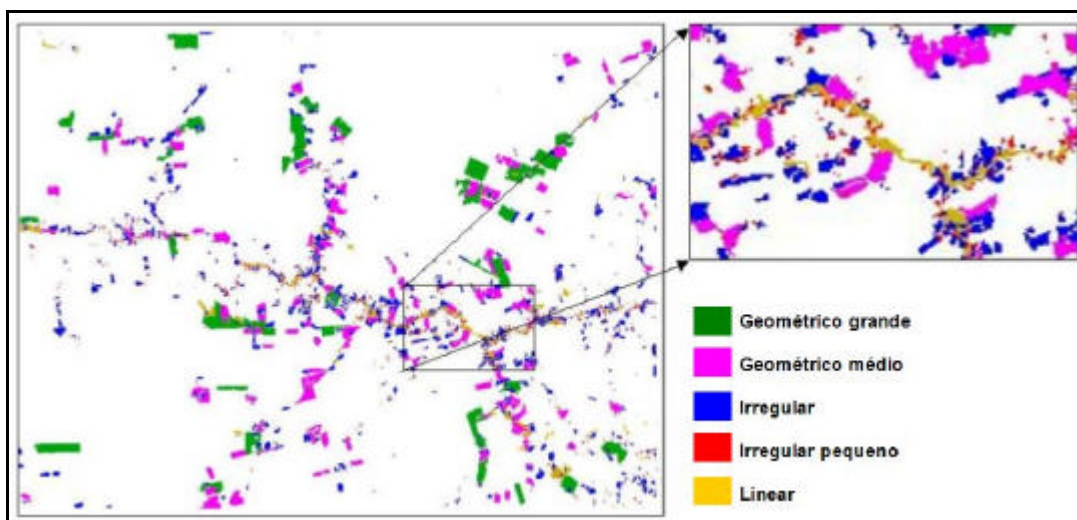 Geométrico grande
Geométrico médio
Irregular
Irregular pequeno
Linear